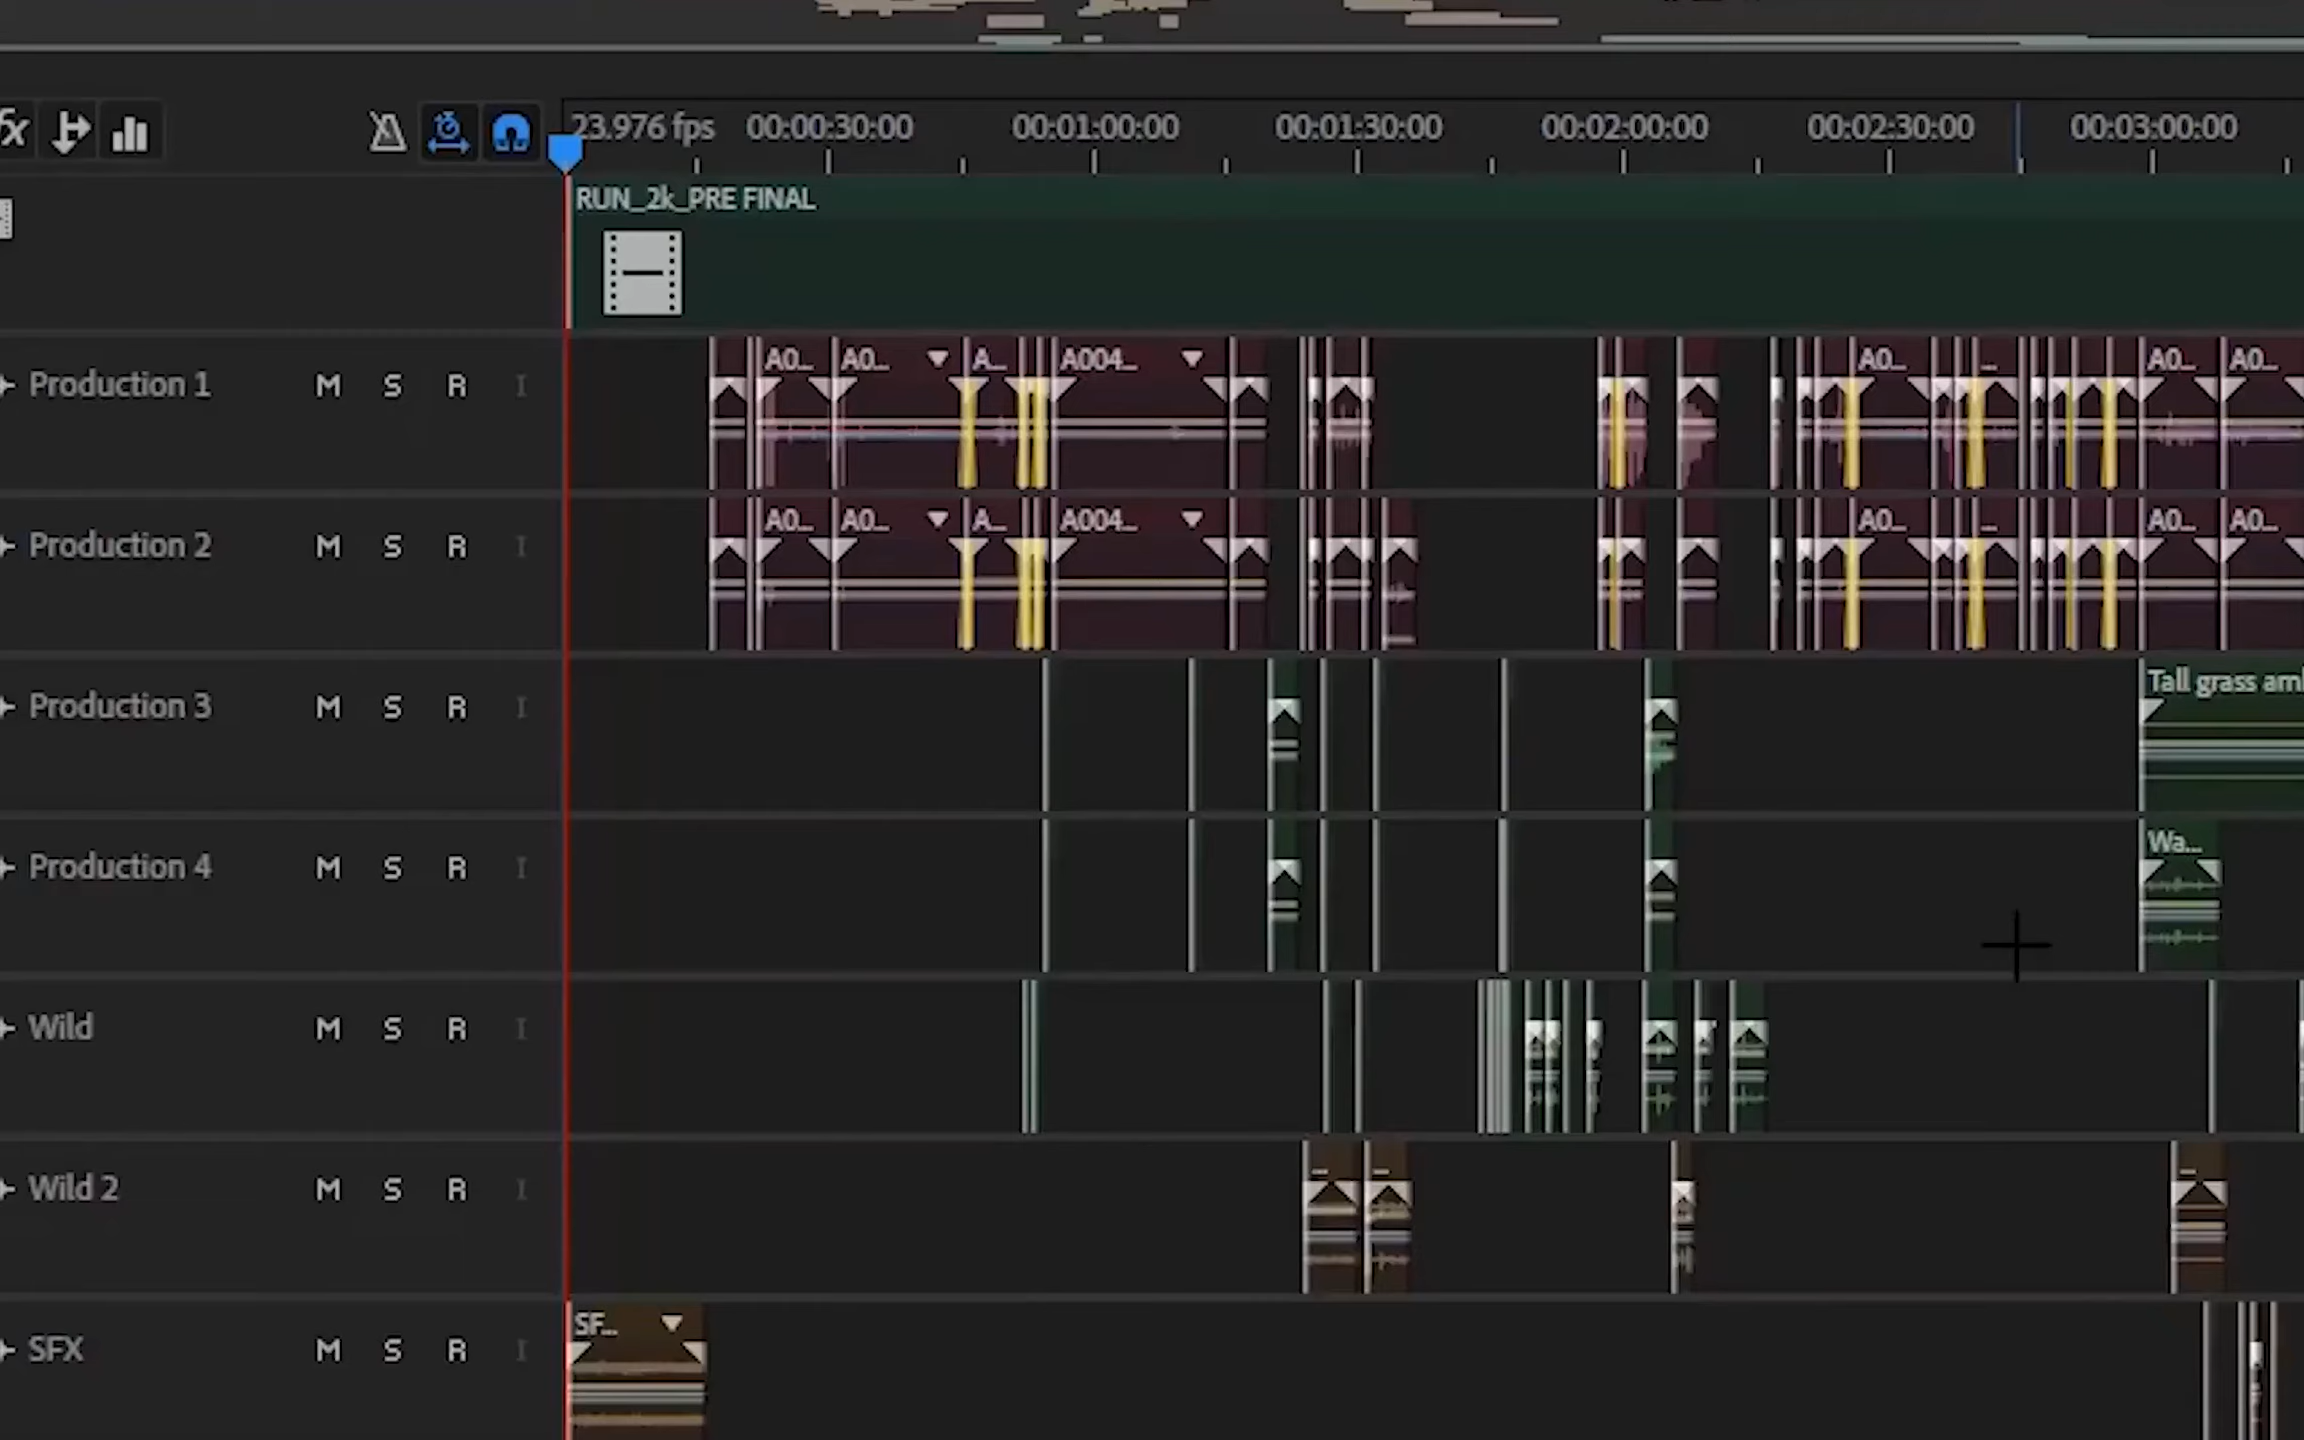 fx
23.976 fps 00:00:30:00 00:01:00:00 00:01:30:00 00:02:00:00 00:02:30:00 00:03:00:00
RUN_2k_PRE FINAL
A0... A0... A... A004... A0... ... A0... A0...
Production 1 M S R I
A0... A0... A... A004... A0... ... A0... A0...
Production 2 M S R I
Tall grass am
Production 3 M S R I
Wa...
Production 4 M S R I
Wild M S R I
Wild 2 M S R I
SF...
SFX M S R I